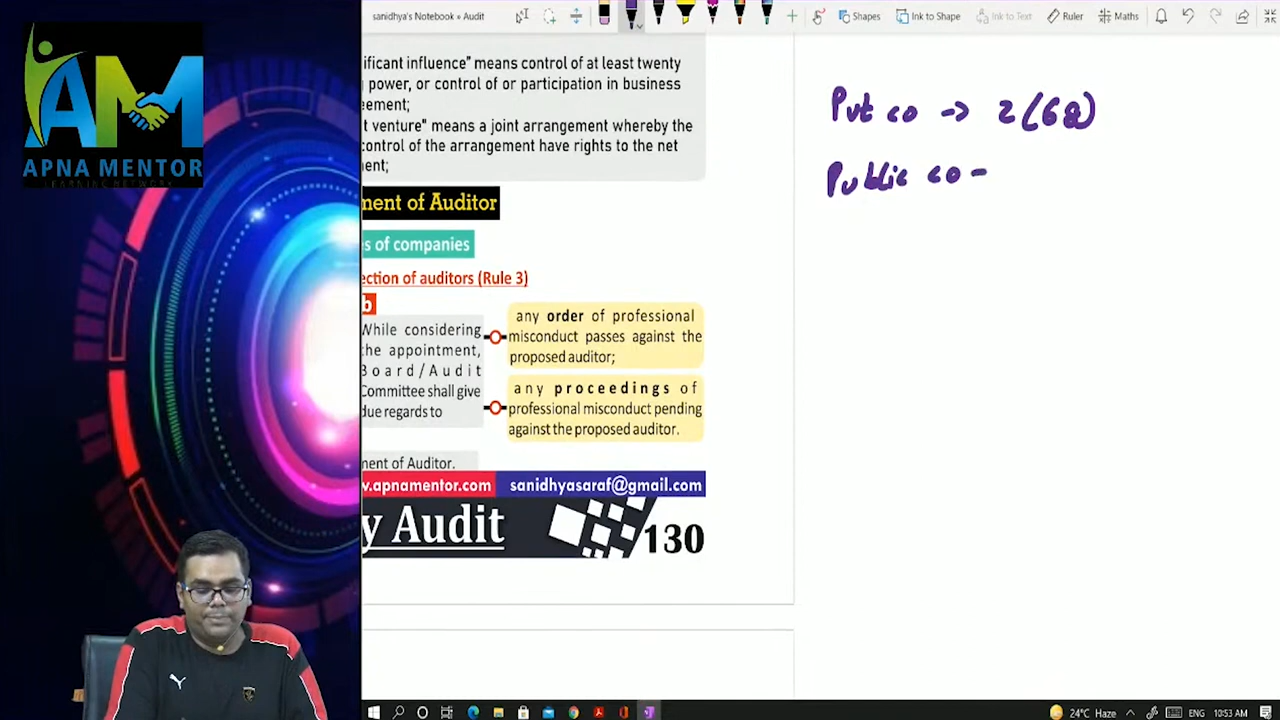 sanidhya's Notebook » Audit
Shapes
Ink to Shape
Ink to Text
Ruler
Maths
AM
APNA MENTOR
LEARNING NETWORK
ificant influence" means control of at least twenty
power, or control of or participation in business
eement;
t venture" means a joint arrangement whereby the
control of the arrangement have rights to the net
ent;
ment of Auditor
s of companies
ection of auditors (Rule 3)
b
While considering
the appointment,
Board/Audit
Committee shall give
due regards to
any order of professional
misconduct passes against the
proposed auditor;
any proceedings of
professional misconduct pending
against the proposed auditor.
ment of Auditor.
v.apnamentor.com
sanidhyasaraf@gmail.com
y Audit
130
Pvt co → 2(68)
Public co -
24°C Haze
ENG
10:53 AM